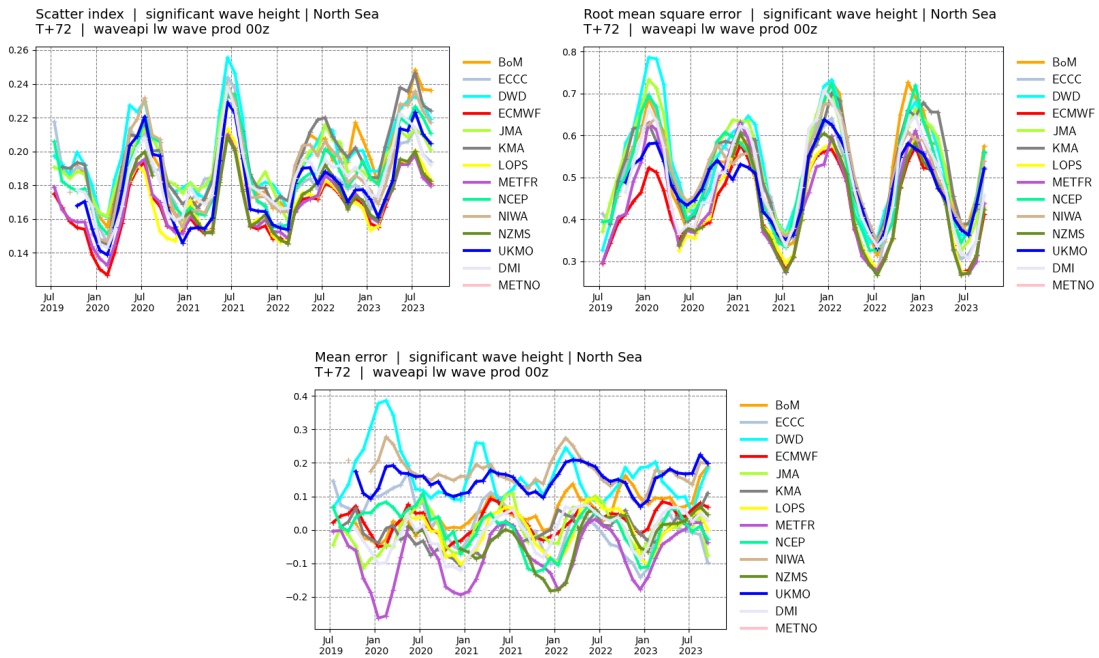 Scatter index | significant wave height | North Sea
T+72 | waveapi lw wave prod 00z
0.26
0.24
0.22
0.20
0.18
0.16
0.14
Jul 2019
Jan 2020
Jul 2020
Jan 2021
Jul 2021
Jan 2022
Jul 2022
Jan 2023
Jul 2023
BoM
ECCC
DWD
ECMWF
JMA
KMA
LOPS
METFR
NCEP
NIWA
NZMS
UKMO
DMI
METNO
Root mean square error | significant wave height | North Sea
T+72 | waveapi lw wave prod 00z
0.8
0.7
0.6
0.5
0.4
0.3
Jul 2019
Jan 2020
Jul 2020
Jan 2021
Jul 2021
Jan 2022
Jul 2022
Jan 2023
Jul 2023
BoM
ECCC
DWD
ECMWF
JMA
KMA
LOPS
METFR
NCEP
NIWA
NZMS
UKMO
DMI
METNO
Mean error | significant wave height | North Sea
T+72 | waveapi lw wave prod 00z
0.4
0.3
0.2
0.1
0.0
−0.1
−0.2
Jul 2019
Jan 2020
Jul 2020
Jan 2021
Jul 2021
Jan 2022
Jul 2022
Jan 2023
Jul 2023
BoM
ECCC
DWD
ECMWF
JMA
KMA
LOPS
METFR
NCEP
NIWA
NZMS
UKMO
DMI
METNO